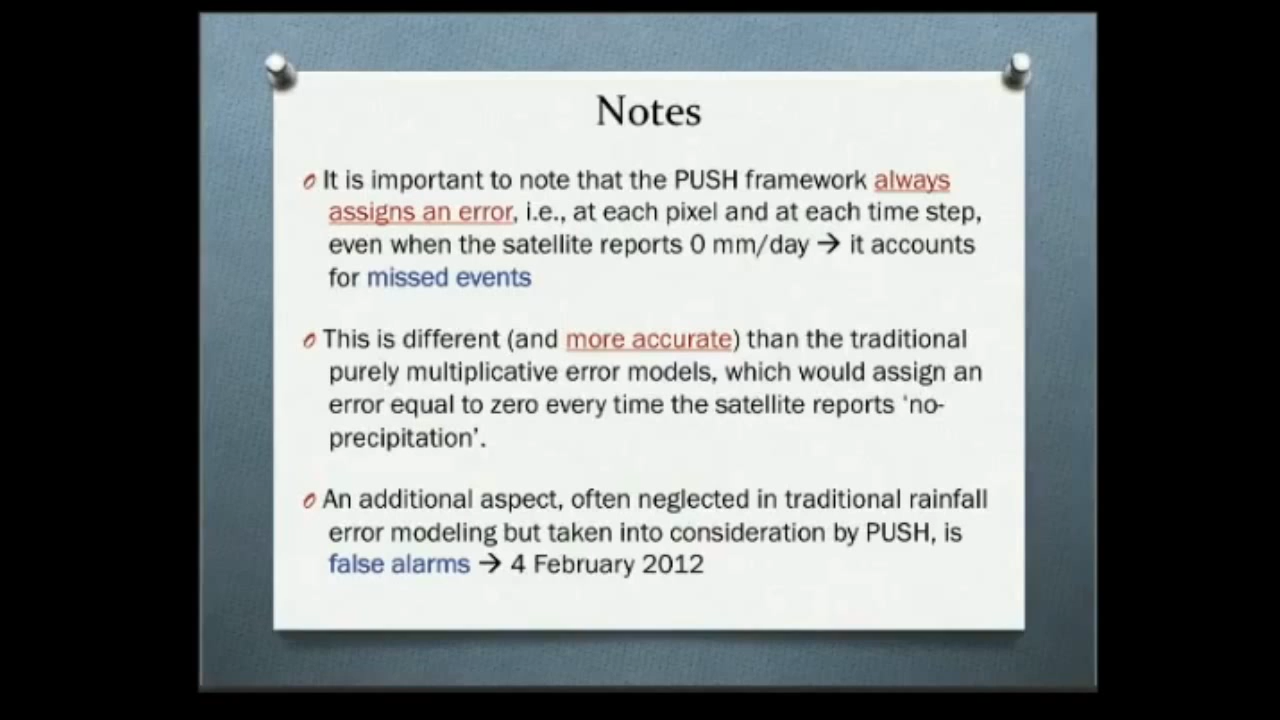 Notes
It is important to note that the PUSH framework always
assigns an error, i.e., at each pixel and at each time step,
even when the satellite reports 0 mm/day → it accounts
for missed events
This is different (and more accurate) than the traditional
purely multiplicative error models, which would assign an
error equal to zero every time the satellite reports ‘no-
precipitation’.
An additional aspect, often neglected in traditional rainfall
error modeling but taken into consideration by PUSH, is
false alarms → 4 February 2012